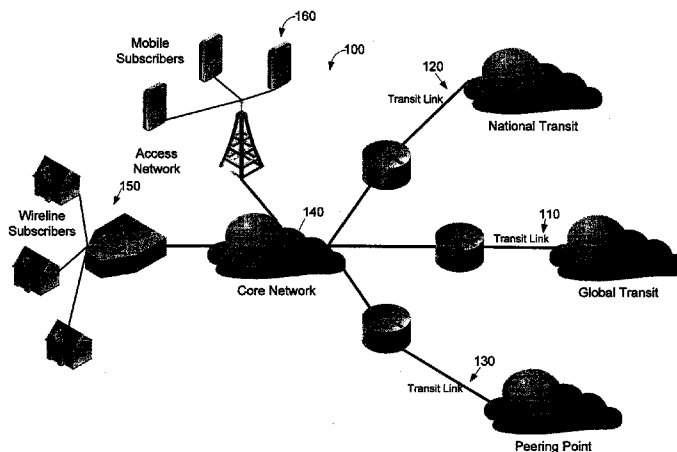 160
Mobile
Subscribers
100
120
Transit Link
National Transit
Access
Network
150
Wireline
Subscribers
140
110
Transit Link
Core Network
Global Transit
130
Transit Link
Peering Point